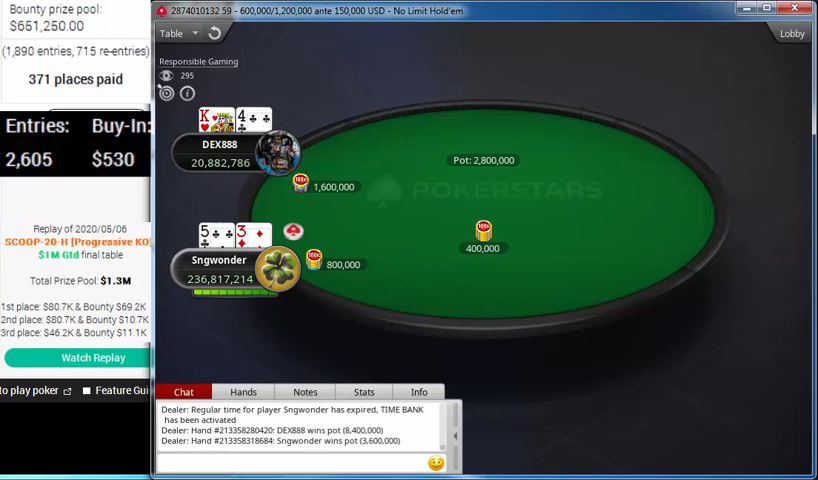 Bounty prize pool:
$651,250.00
(1,890 entries, 715 re-entries)
371 places paid
Entries: Buy-In:
2,605 $530
Replay of 2020/05/06
SCOOP-20-H [Progressive KO]
$1M Gtd final table
Total Prize Pool: $1.3M
1st place: $80.7K & Bounty $69.2K
2nd place: $80.7K & Bounty $10.7K
3rd place: $46.2K & Bounty $11.1K
Watch Replay
to play poker Feature Gui
2874010132 59 - 600,000/1,200,000 ante 150,000 USD - No Limit Hold'em
Table Lobby
Responsible Gaming
295
K 4
DEX888
20,882,786
1,600,000
Pot: 2,800,000
POKERSTARS
5 3
Sngwonder
236,817,214
800,000
400,000
Chat Hands Notes Stats Info
Dealer: Regular time for player Sngwonder has expired, TIME BANK
has been activated
Dealer: Hand #213358280420: DEX888 wins pot (8,400,000)
Dealer: Hand #213358318684: Sngwonder wins pot (3,600,000)